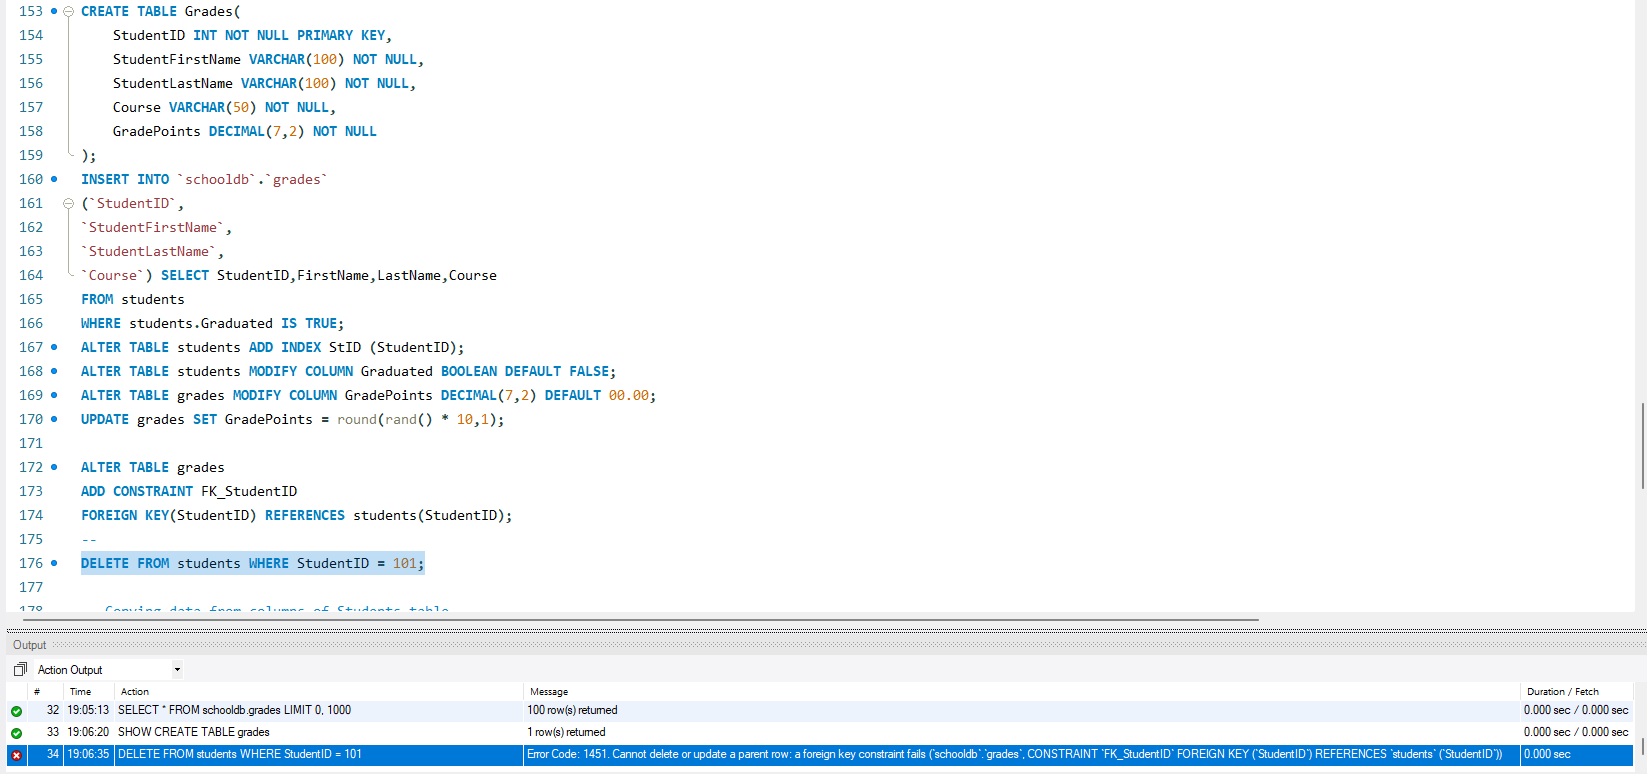 153 CREATE TABLE Grades(
154 StudentID INT NOT NULL PRIMARY KEY,
155 StudentFirstName VARCHAR(100) NOT NULL,
156 StudentLastName VARCHAR(100) NOT NULL,
157 Course VARCHAR(50) NOT NULL,
158 GradePoints DECIMAL(7,2) NOT NULL
159 );
160 INSERT INTO `schooldb`.`grades`
161 (`StudentID`,
162 `StudentFirstName`,
163 `StudentLastName`,
164 `Course`) SELECT StudentID,FirstName,LastName,Course
165 FROM students
166 WHERE students.Graduated IS TRUE;
167 ALTER TABLE students ADD INDEX StID (StudentID);
168 ALTER TABLE students MODIFY COLUMN Graduated BOOLEAN DEFAULT FALSE;
169 ALTER TABLE grades MODIFY COLUMN GradePoints DECIMAL(7,2) DEFAULT 00.00;
170 UPDATE grades SET GradePoints = round(rand() * 10,1);
171
172 ALTER TABLE grades
173 ADD CONSTRAINT FK_StudentID
174 FOREIGN KEY(StudentID) REFERENCES students(StudentID);
175 --
176 DELETE FROM students WHERE StudentID = 101;
177
178 Copying data from columns of Students table
Output
Action Output
# Time Action Message Duration / Fetch
32 19:05:13 SELECT * FROM schooldb.grades LIMIT 0, 1000 100 row(s) returned 0.000 sec / 0.000 sec
33 19:06:20 SHOW CREATE TABLE grades 1 row(s) returned 0.000 sec / 0.000 sec
34 19:06:35 DELETE FROM students WHERE StudentID = 101 Error Code: 1451. Cannot delete or update a parent row: a foreign key constraint fails (`schooldb`.`grades`, CONSTRAINT `FK_StudentID` FOREIGN KEY (`StudentID`) REFERENCES `students` (`StudentID`)) 0.000 sec